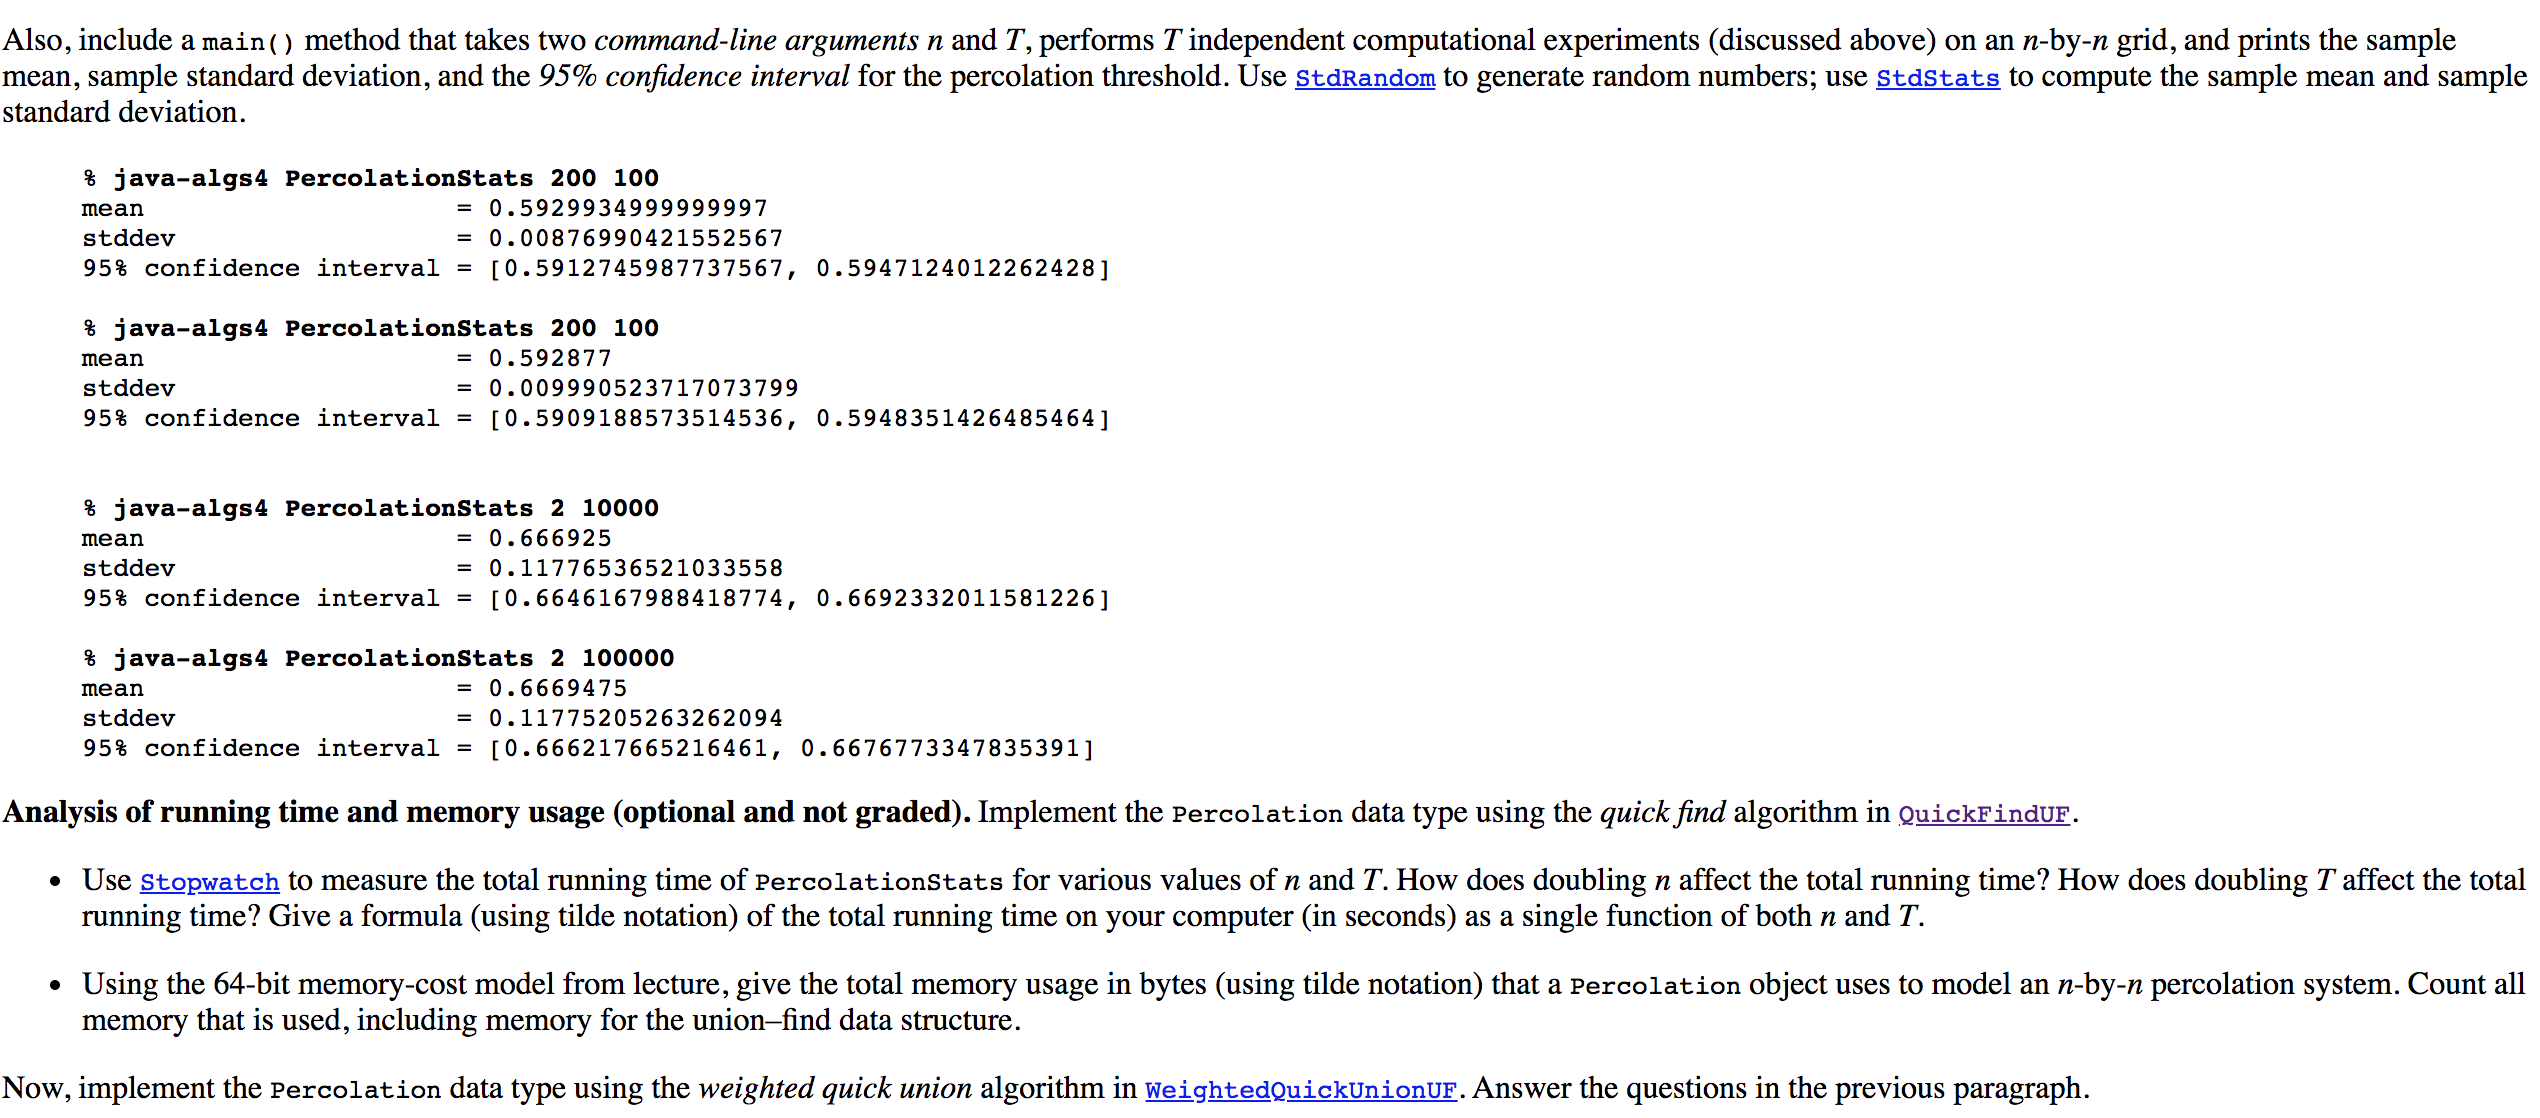 Also, include a main() method that takes two command-line arguments n and T, performs T independent computational experiments (discussed above) on an n-by-n grid, and prints the sample
mean, sample standard deviation, and the 95% confidence interval for the percolation threshold. Use StdRandom to generate random numbers; use StdStats to compute the sample mean and sample
standard deviation.
% java-algs4 PercolationStats 200 100
mean                    = 0.5929934999999997
stddev                  = 0.00876990421552567
95% confidence interval = [0.5912745987737567, 0.5947124012262428]
% java-algs4 PercolationStats 200 100
mean                    = 0.592877
stddev                  = 0.009990523717073799
95% confidence interval = [0.5909188573514536, 0.5948351426485464]
% java-algs4 PercolationStats 2 10000
mean                    = 0.666925
stddev                  = 0.11776536521033558
95% confidence interval = [0.6646167988418774, 0.6692332011581226]
% java-algs4 PercolationStats 2 100000
mean                    = 0.6669475
stddev                  = 0.11775205263262094
95% confidence interval = [0.666217665216461, 0.6676773347835391]
Analysis of running time and memory usage (optional and not graded). Implement the Percolation data type using the quick find algorithm in QuickFindUF.
• Use Stopwatch to measure the total running time of PercolationStats for various values of n and T. How does doubling n affect the total running time? How does doubling T affect the total
running time? Give a formula (using tilde notation) of the total running time on your computer (in seconds) as a single function of both n and T.
• Using the 64-bit memory-cost model from lecture, give the total memory usage in bytes (using tilde notation) that a Percolation object uses to model an n-by-n percolation system. Count all
memory that is used, including memory for the union–find data structure.
Now, implement the Percolation data type using the weighted quick union algorithm in WeightedQuickUnionUF. Answer the questions in the previous paragraph.